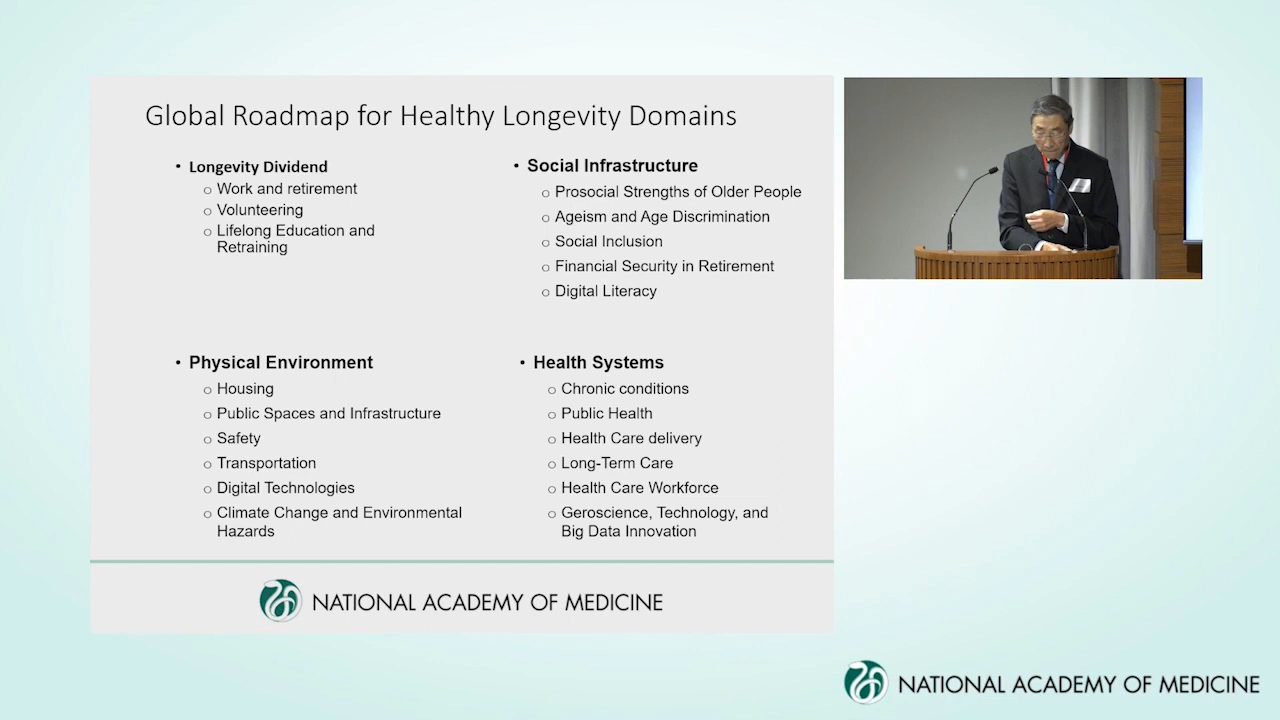 Global Roadmap for Healthy Longevity Domains
• Longevity Dividend
o Work and retirement
o Volunteering
o Lifelong Education and
Retraining
• Social Infrastructure
o Prosocial Strengths of Older People
o Ageism and Age Discrimination
o Social Inclusion
o Financial Security in Retirement
o Digital Literacy
• Physical Environment
o Housing
o Public Spaces and Infrastructure
o Safety
o Transportation
o Digital Technologies
o Climate Change and Environmental
Hazards
• Health Systems
o Chronic conditions
o Public Health
o Health Care delivery
o Long-Term Care
o Health Care Workforce
o Geroscience, Technology, and
Big Data Innovation
NATIONAL ACADEMY OF MEDICINE
NATIONAL ACADEMY OF MEDICINE